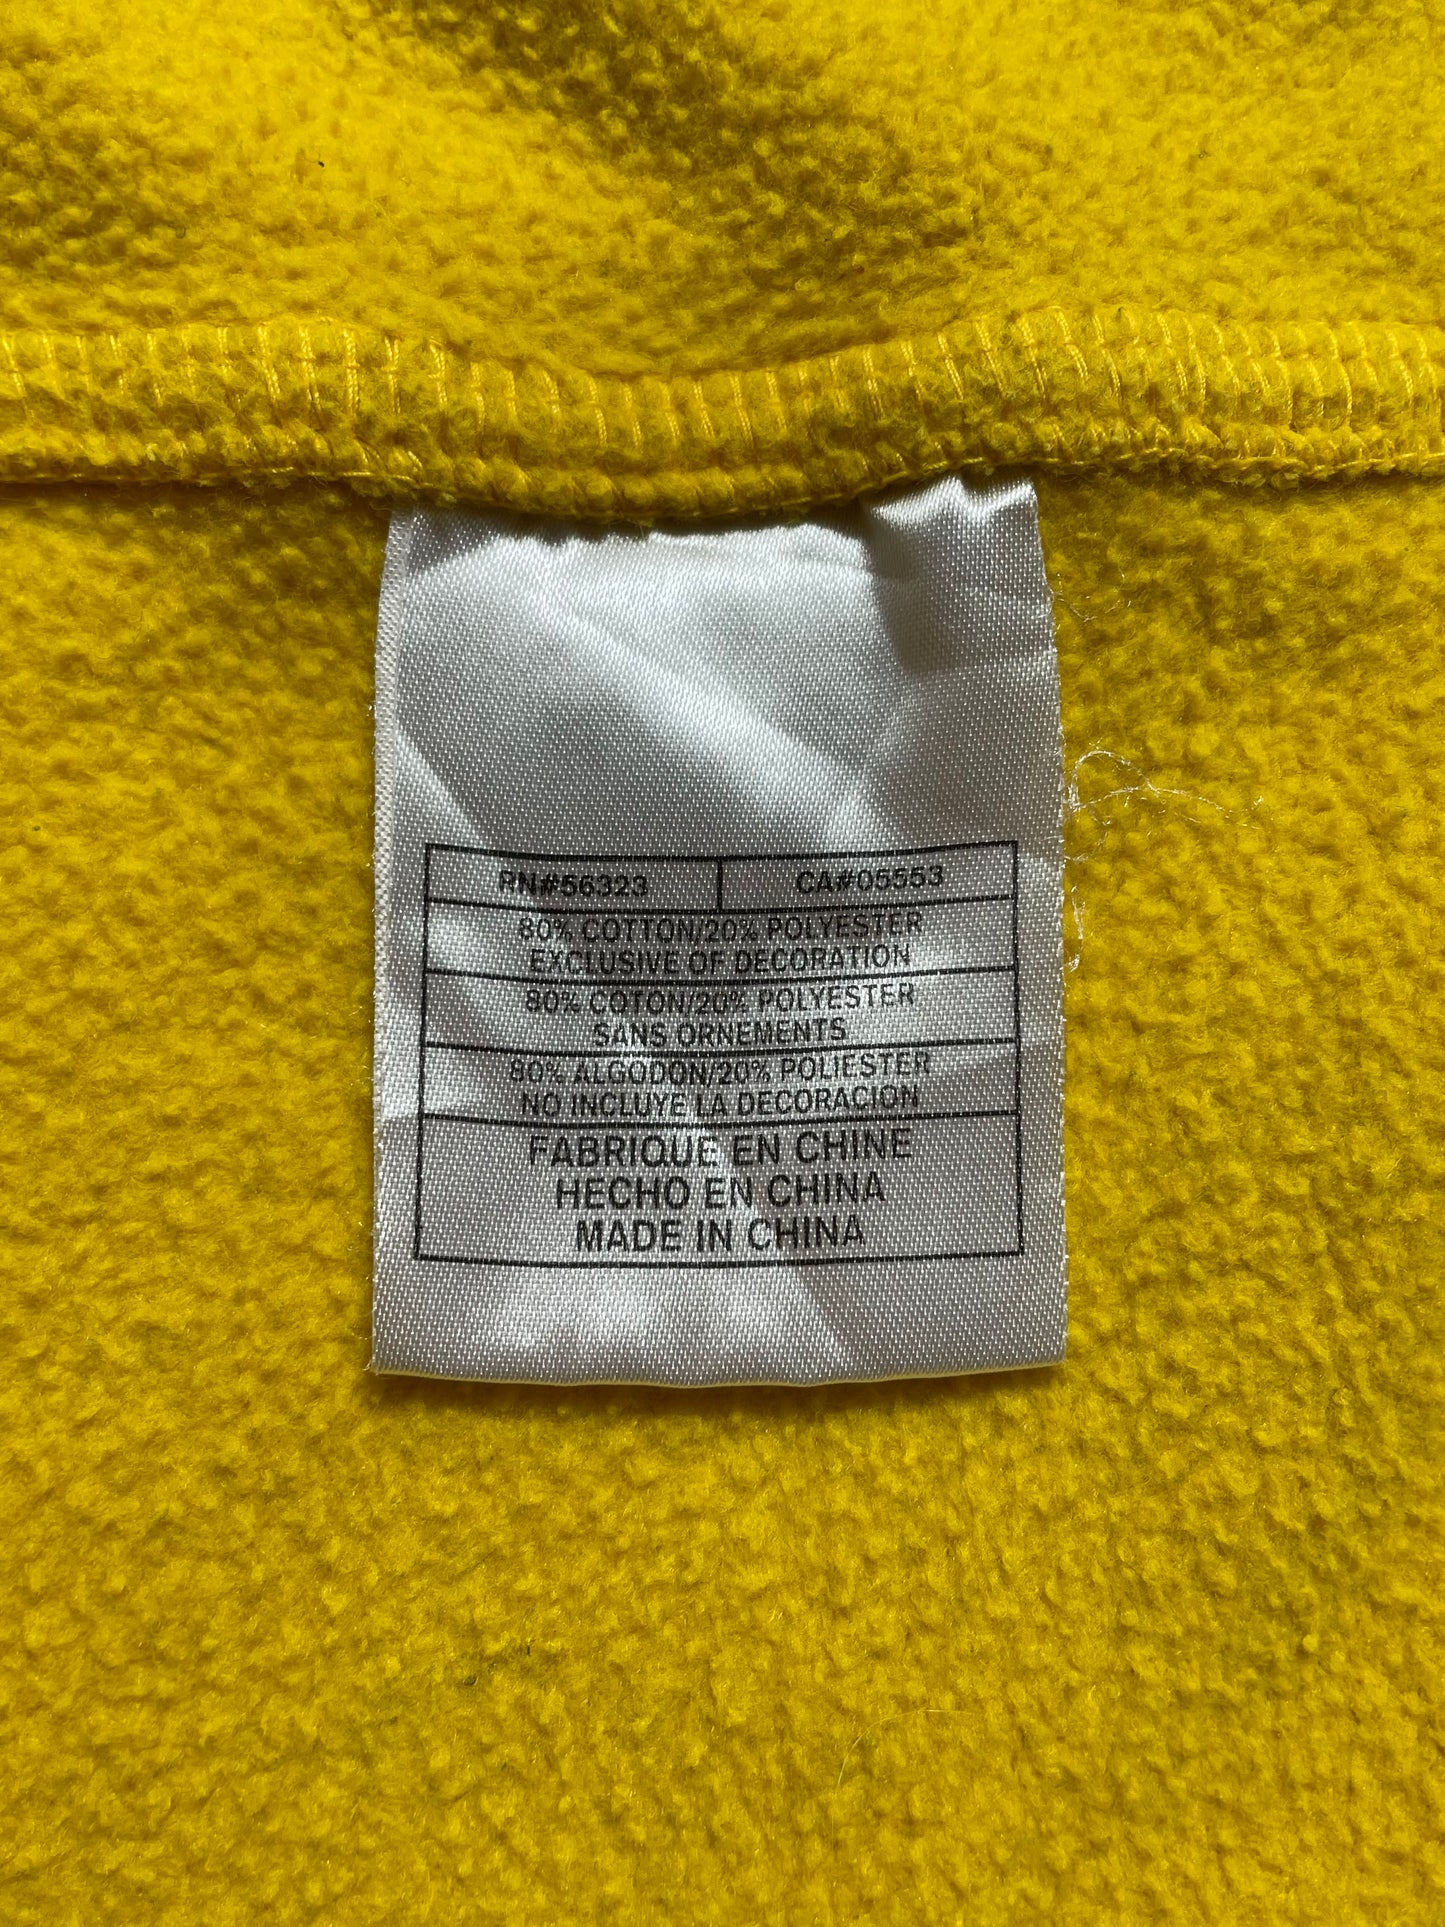 RN#56323 CA#05553
80% COTTON/20% POLYESTER
EXCLUSIVE OF DECORATION
80% COTON/20% POLYESTER
SANS ORNEMENTS
80% ALGODON/20% POLIESTER
NO INCLUYE LA DECORACION
FABRIQUE EN CHINE
HECHO EN CHINA
MADE IN CHINA